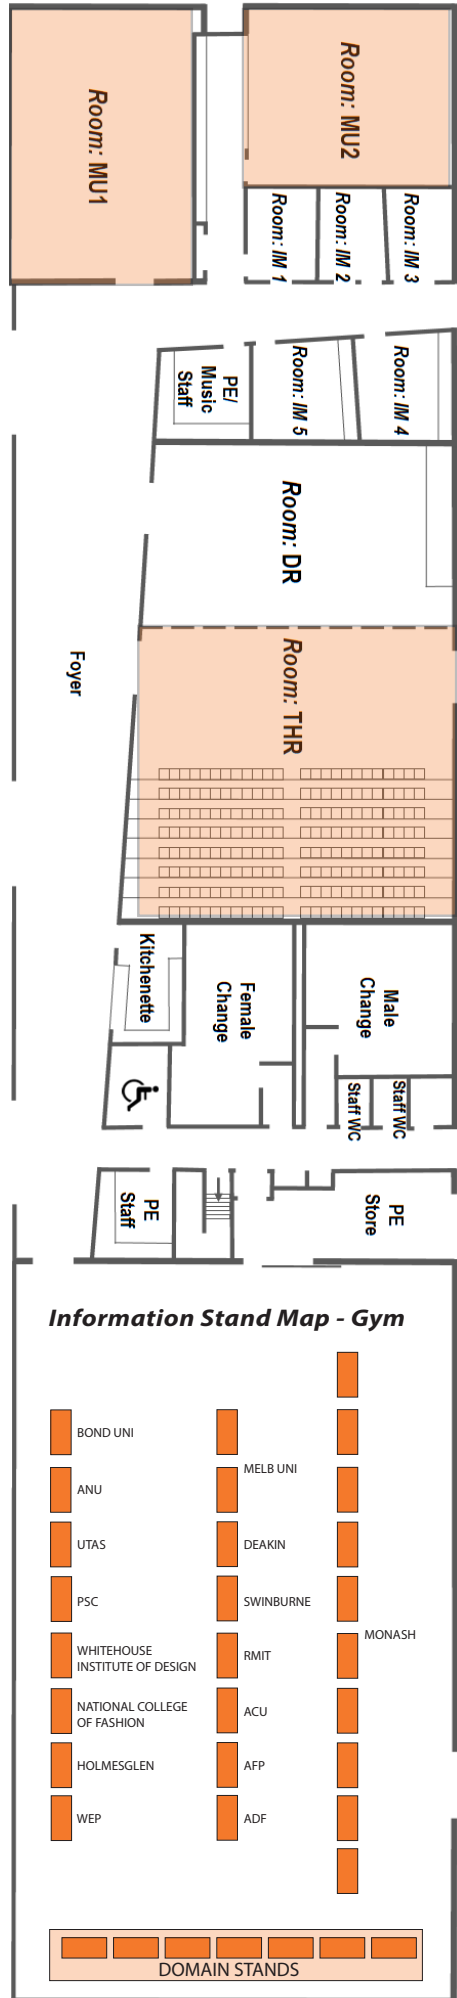 Room: MU1
Room: MU2
Room: IM 1
Room: IM 2
Room: IM 3
PE/
Music
Staff
Room: IM 5
Room: IM 4
Room: DR
Foyer
Room: THR
Kitchenette
Female
Change
Male
Change
Staff WC
Staff WC
PE
Staff
PE
Store
Information Stand Map - Gym
BOND UNI
ANU
UTAS
PSC
WHITEHOUSE
INSTITUTE OF DESIGN
NATIONAL COLLEGE
OF FASHION
HOLMESGLEN
WEP
MELB UNI
DEAKIN
SWINBURNE
RMIT
ACU
AFP
ADF
MONASH
DOMAIN STANDS